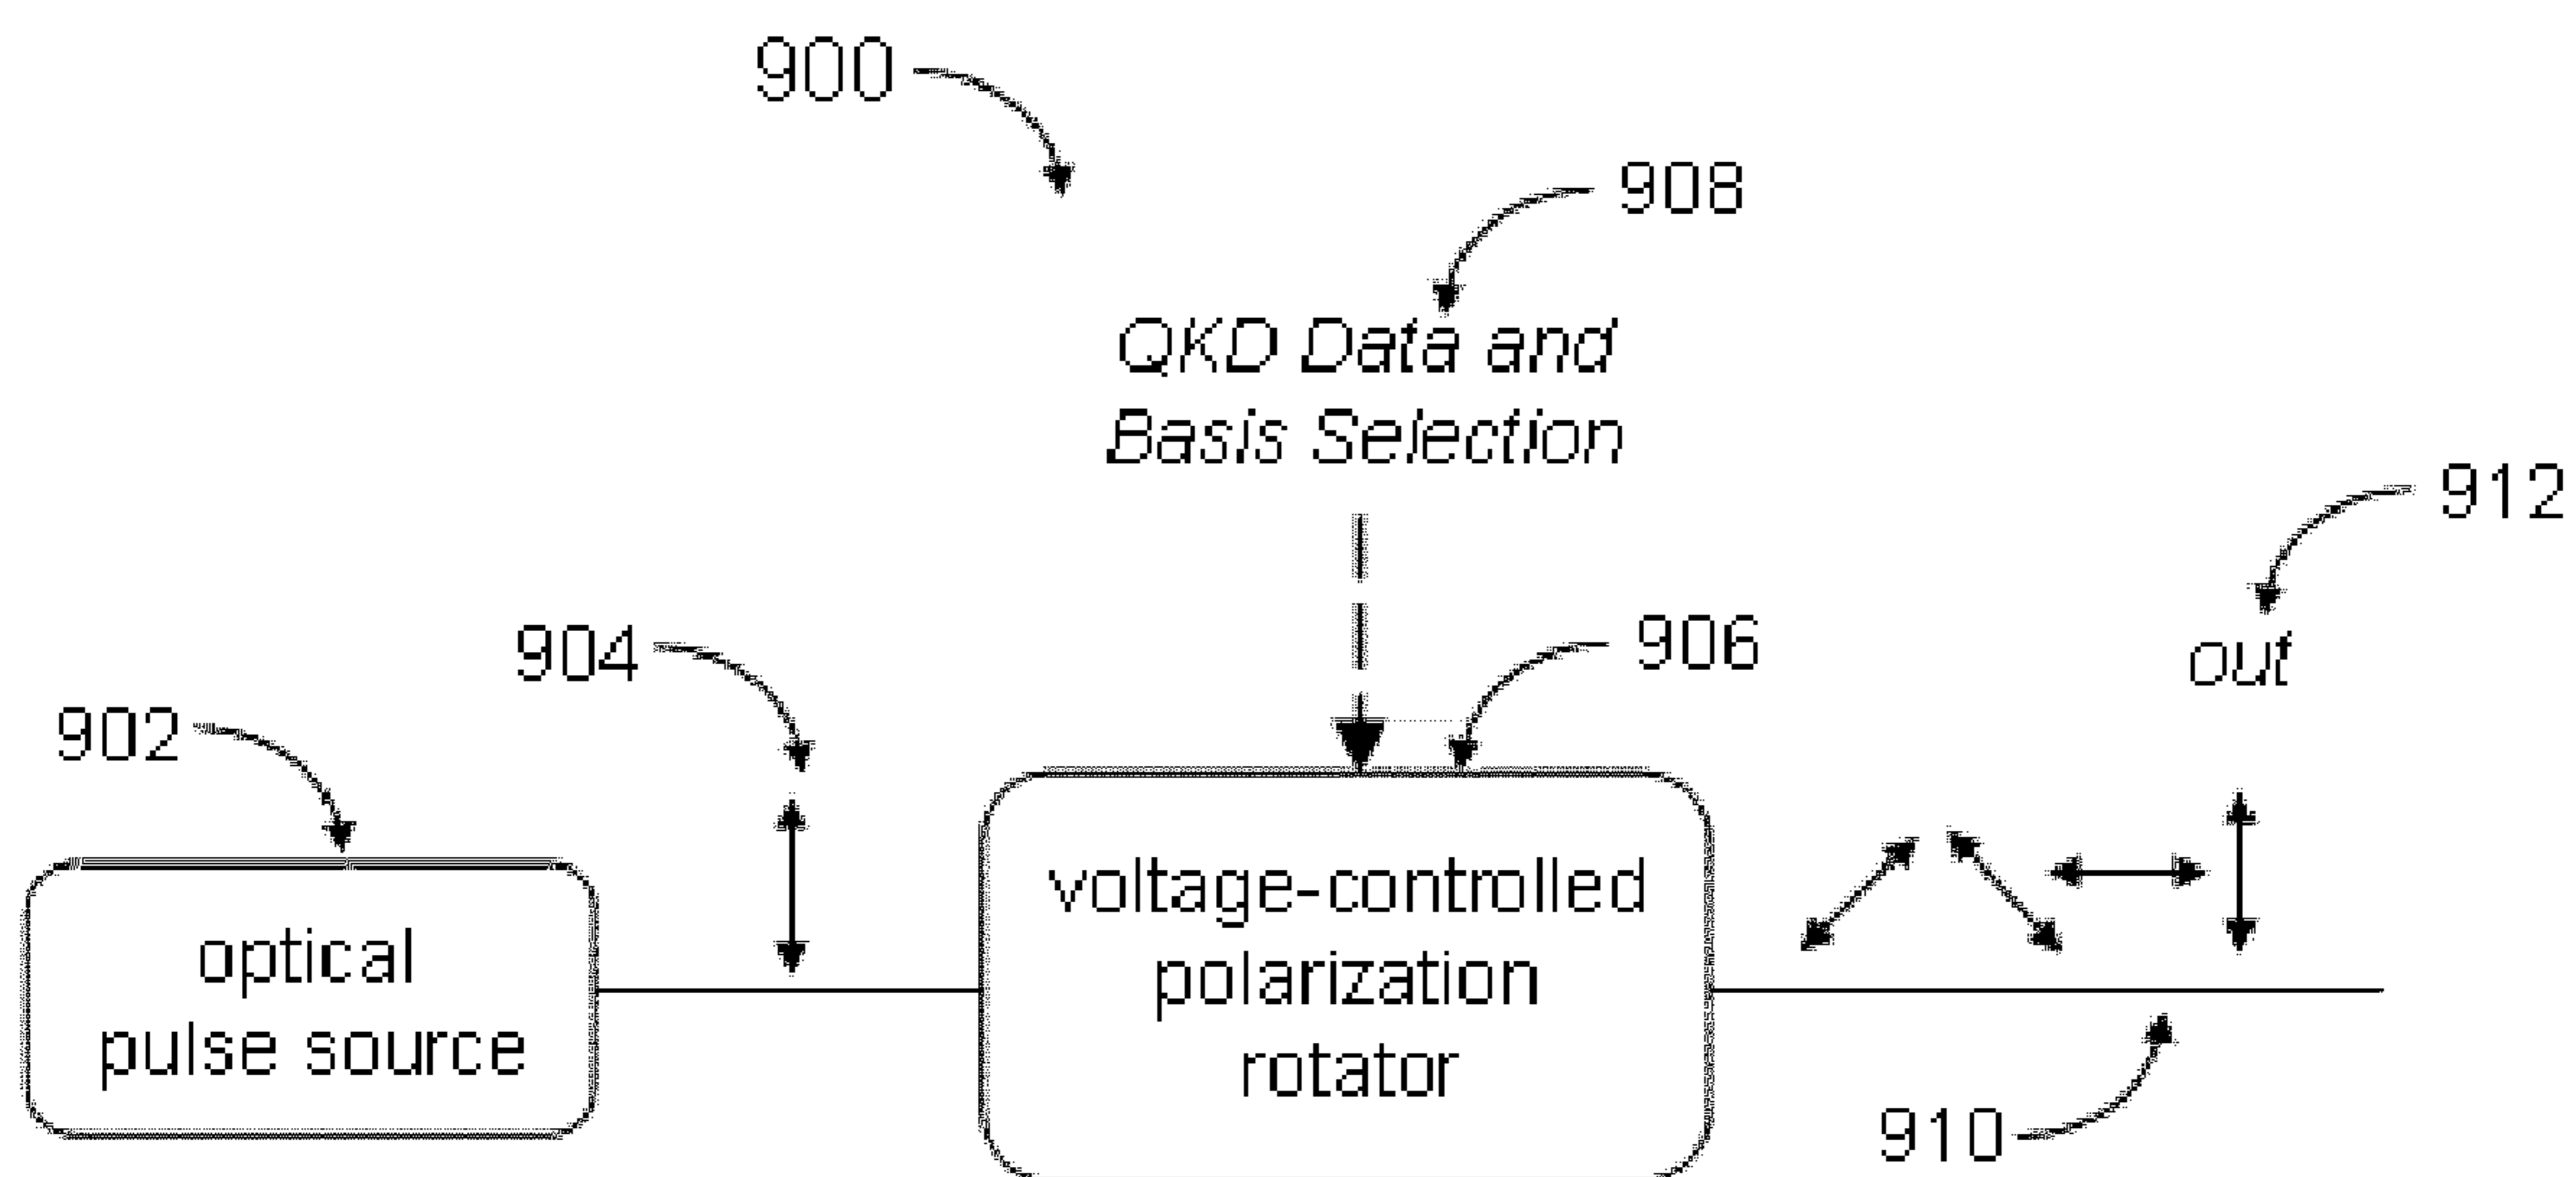 900
908
QKD Data and
Basis Selection
912
904
906
out
902
optical
pulse source
voltage-controlled
polarization
rotator
910